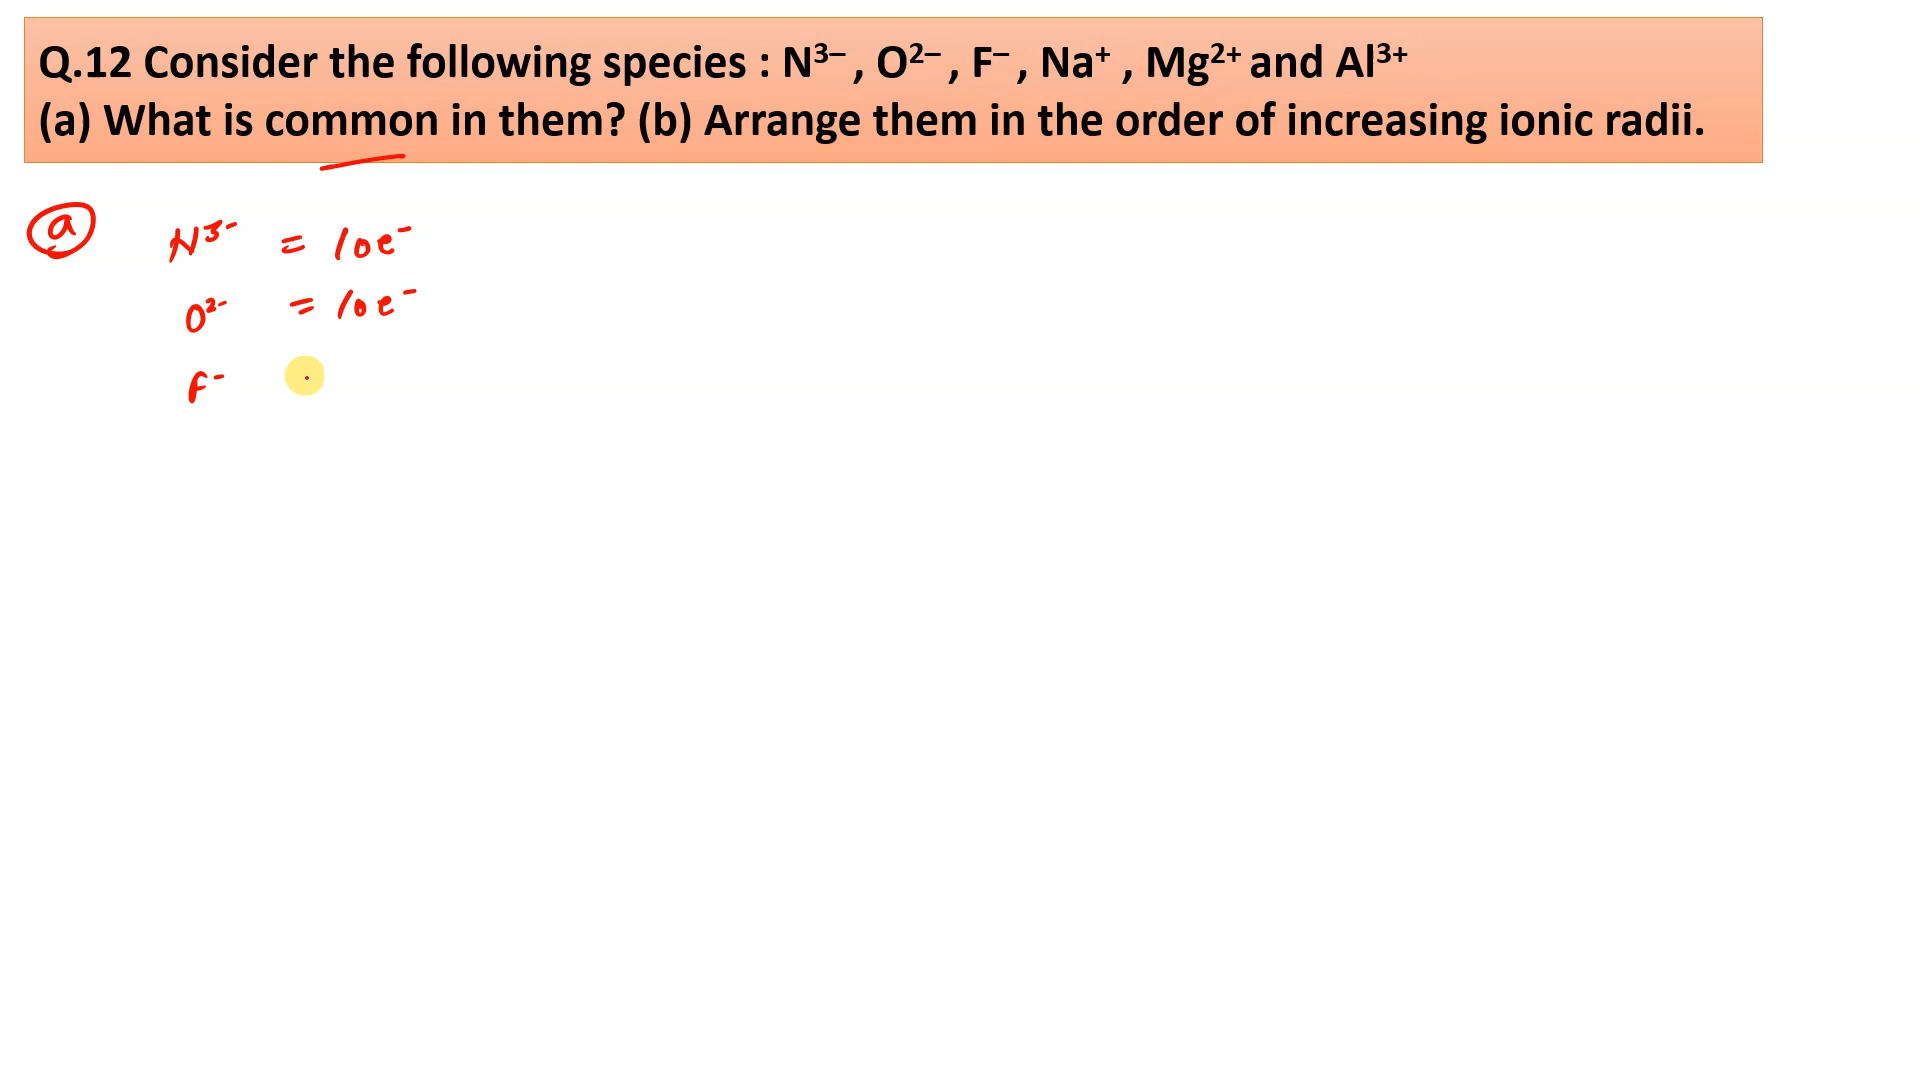 Q.12 Consider the following species : N³⁻ , O²⁻ , F⁻ , Na⁺ , Mg²⁺ and Al³⁺
(a) What is common in them? (b) Arrange them in the order of increasing ionic radii.
a N³⁻ = 10e⁻
O²⁻ = 10e⁻
F⁻